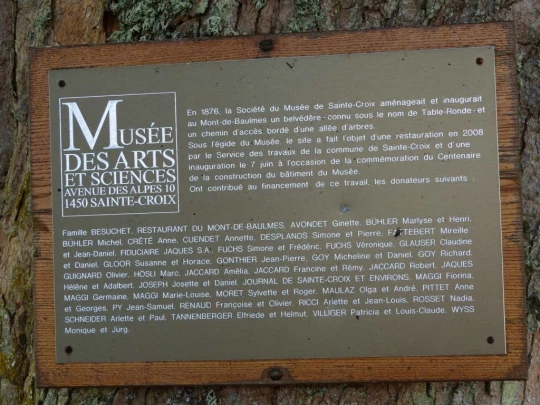 MUSÉE
DES ARTS
ET SCIENCES
AVENUE DES ALPES 10
1450 SAINTE-CROIX
En 1876, la Société du Musée de Sainte-Croix aménageait et inaugurait
au Mont-de-Baulmes un belvédère - connu sous le nom de Table-Ronde - et
un chemin d'accès bordé d'une allée d'arbres.
Sous l'égide du Musée, le site a fait l'objet d'une restauration en 2008
par le Service des travaux de la commune de Sainte-Croix et d'une
inauguration le 7 juin à l'occasion de la commémoration du Centenaire
de la construction du bâtiment du Musée.
Ont contribué au financement de ce travail, les donateurs suivants :
Famille BESUCHET, RESTAURANT DU MONT-DE-BAULMES, AVONDET Ginette, BÜHLER Marlyse et Henri,
BÜHLER Michel, CRÉTÉ Anne, CUENDET Annette, DESPLANDS Simone et Pierre, FATTEBERT Mireille
et Jean-Daniel, FIDUCIAIRE JAQUES S.A., FUCHS Simone et Frédéric, FUCHS Véronique, GLAUSER Claudine
et Daniel, GLOOR Susanne et Horace, GONTHIER Jean-Pierre, GOY Micheline et Daniel, GOY Richard,
GUIGNARD Olivier, HÖSLI Marc, JACCARD Amélia, JACCARD Francine et Rémy, JACCARD Robert, JAQUES
Hélène et Adalbert, JOSEPH Josette et Daniel, JOURNAL DE SAINTE-CROIX ET ENVIRONS, MAGGI Fiorina,
MAGGI Germaine, MAGGI Marie-Louise, MORET Sylvette et Roger, MAULAZ Olga et André, PITTET Anne
et Georges, PY Jean-Samuel, RENAUD Françoise et Olivier, RICCI Arlette et Jean-Louis, ROSSET Nadia,
SCHNEIDER Arlette et Paul, TANNENBERGER Elfriede et Helmut, VILLIGER Patricia et Louis-Claude, WYSS
Monique et Jürg.